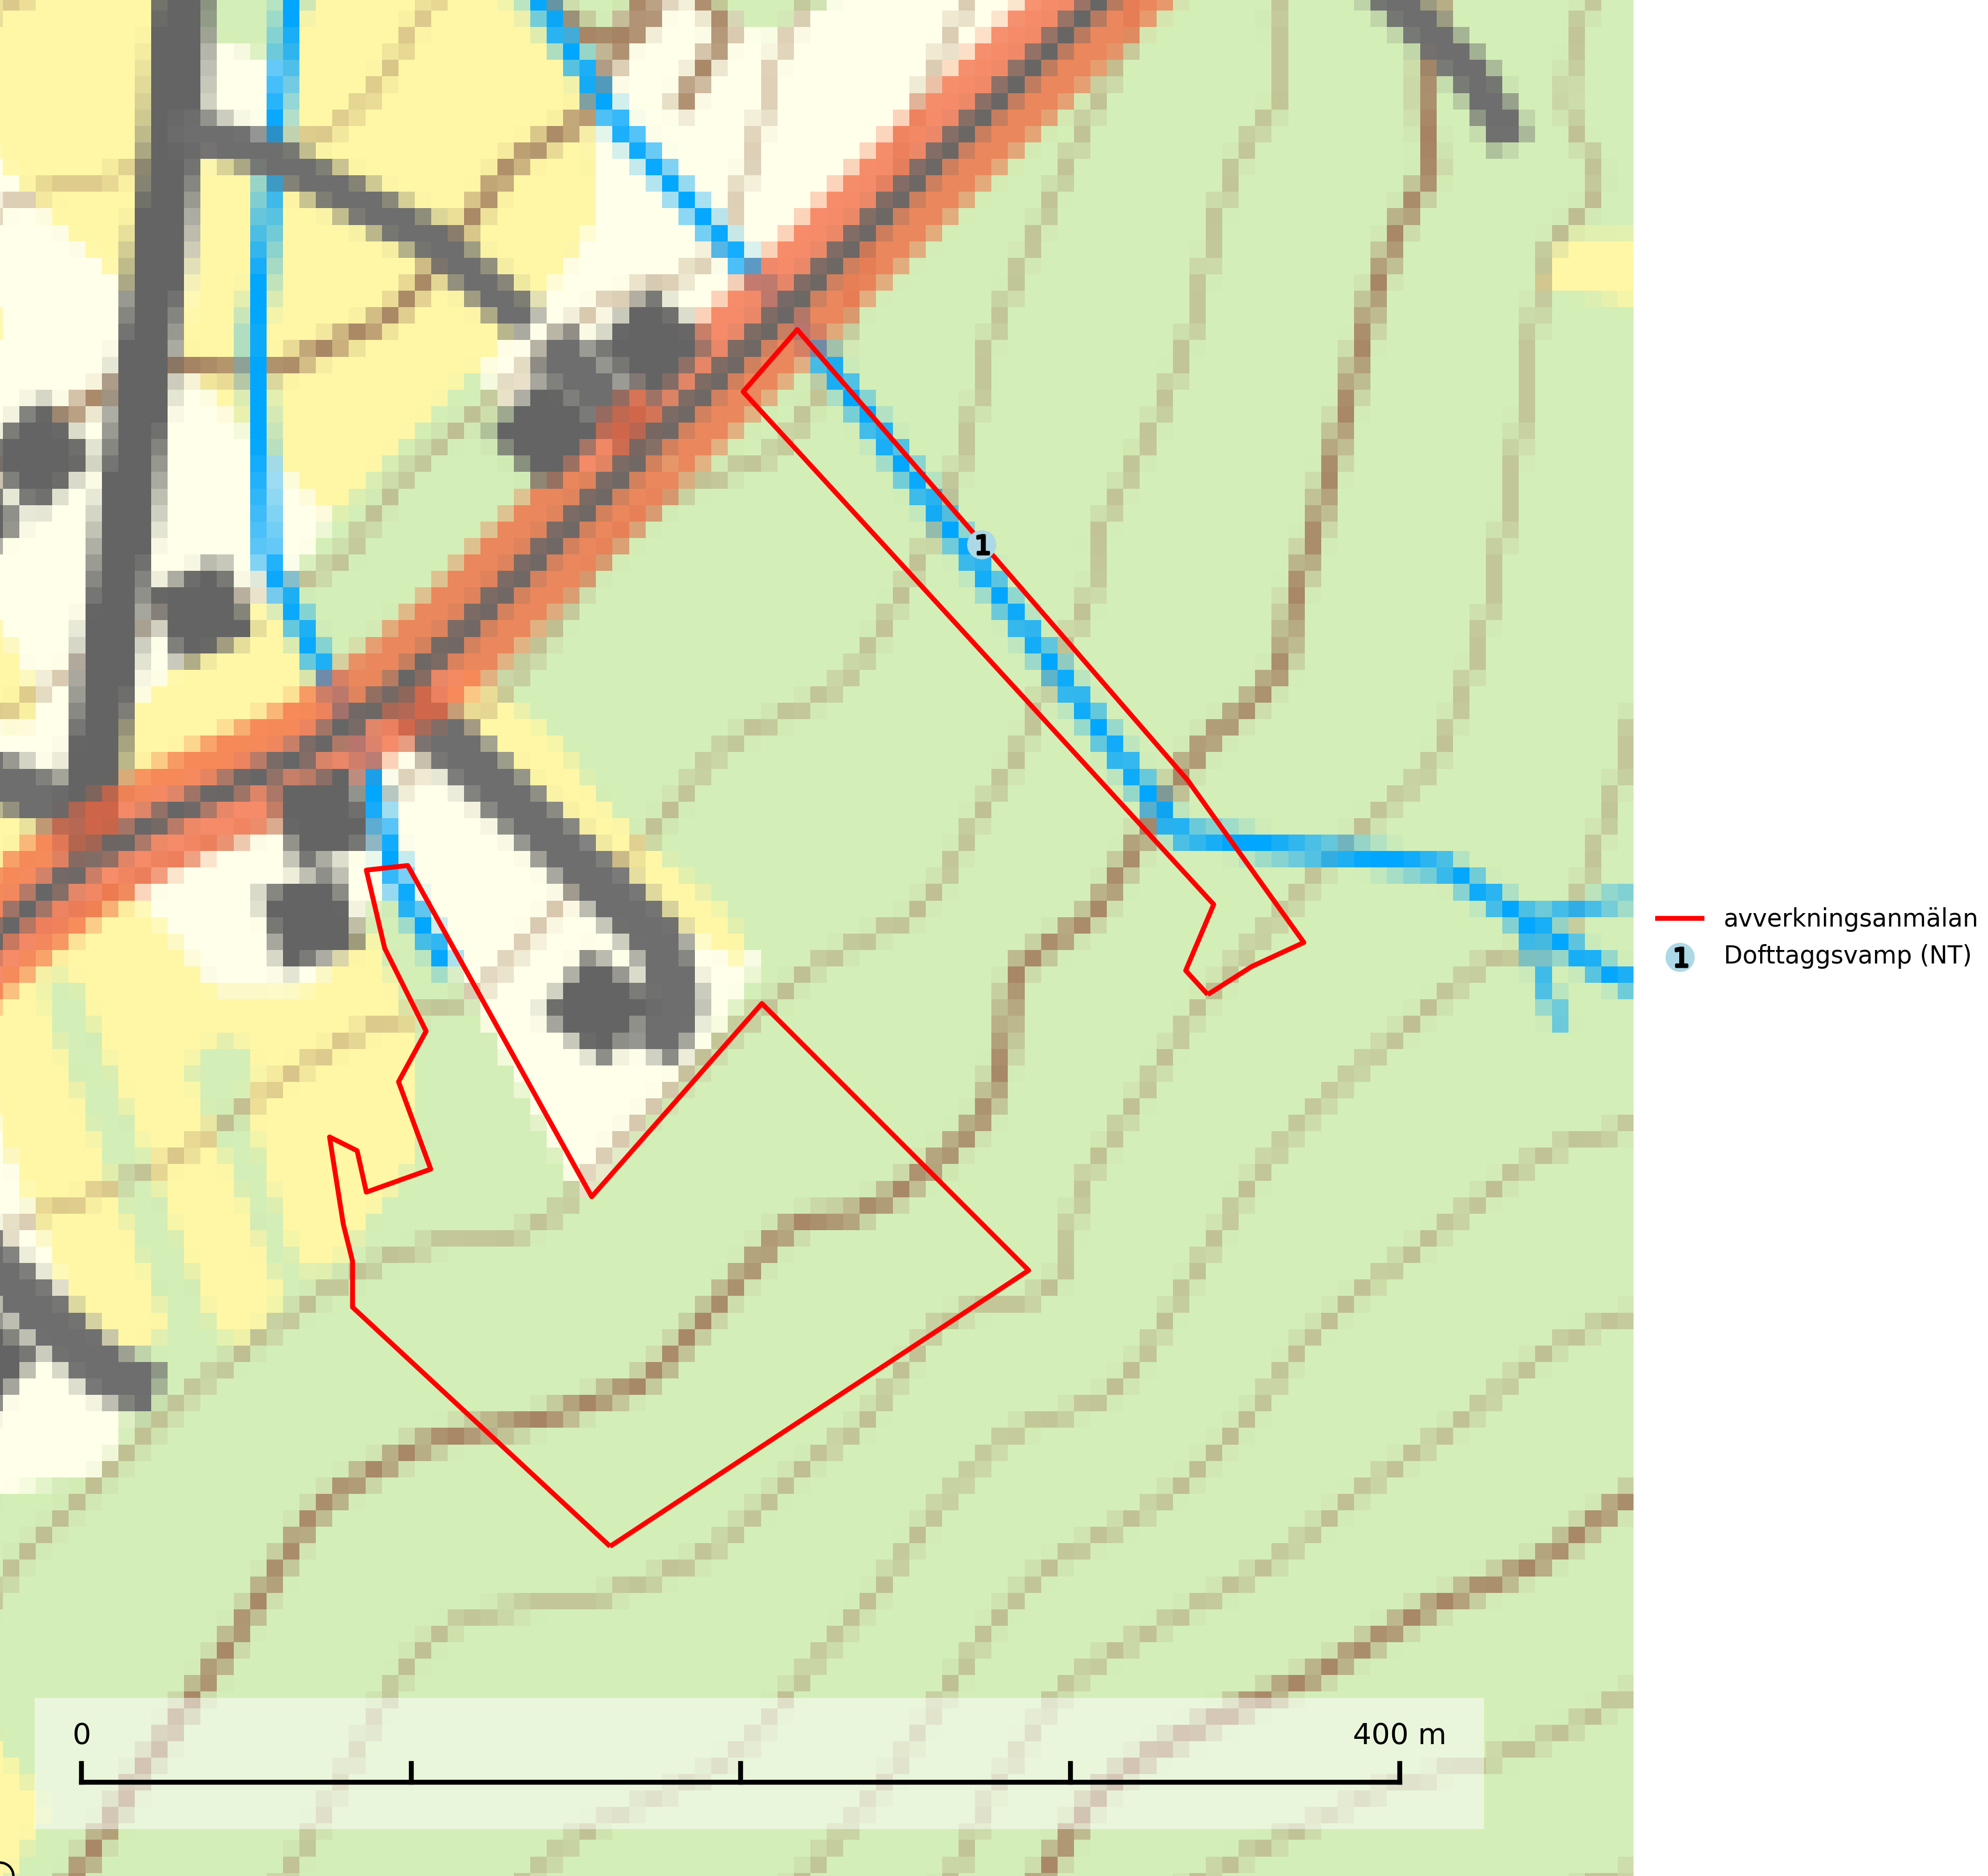 1
avverkningsanmälan
1 Dofttaggsvamp (NT)
0 400 m